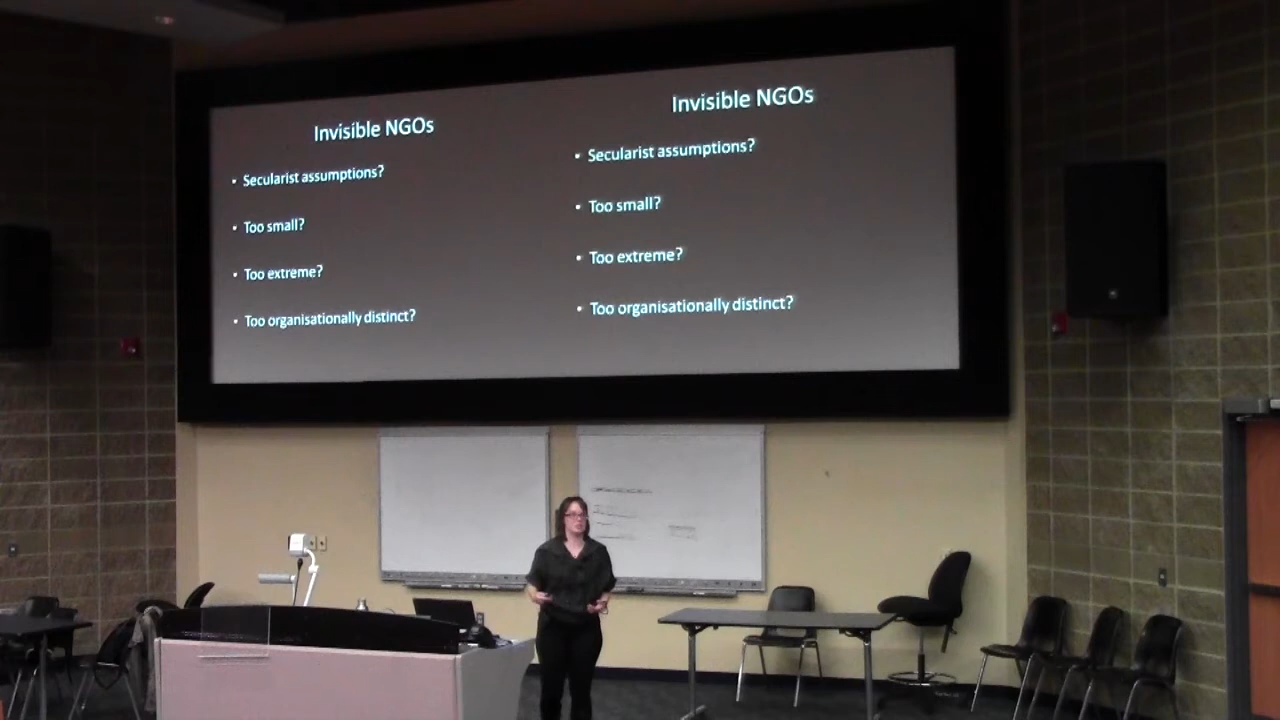 Invisible NGOs
• Secularist assumptions?
• Too small?
• Too extreme?
• Too organisationally distinct?
Invisible NGOs
• Secularist assumptions?
• Too small?
• Too extreme?
• Too organisationally distinct?